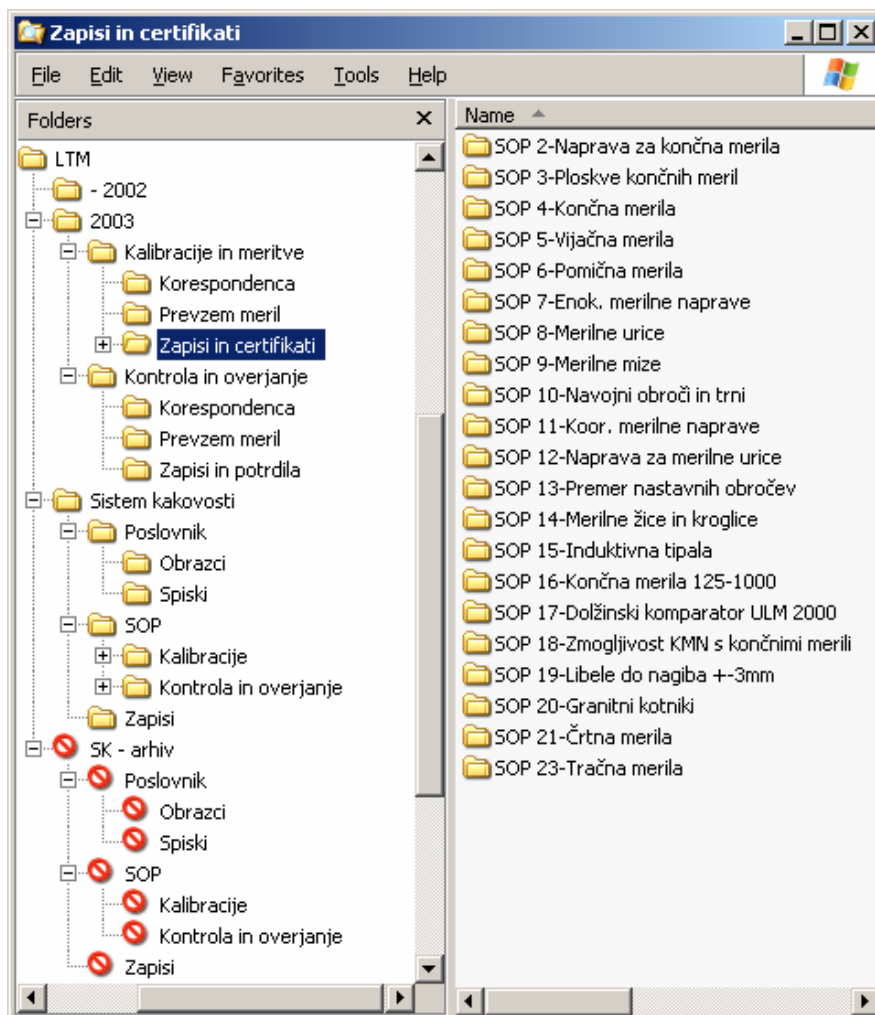 Zapisi in certifikati
File Edit View Favorites Tools Help
Folders
LTM
- 2002
2003
Kalibracije in meritve
Korespondenca
Prevzem meril
Zapisi in certifikati
Kontrola in overjanje
Korespondenca
Prevzem meril
Zapisi in potrdila
Sistem kakovosti
Poslovnik
Obrazci
Spiski
SOP
Kalibracije
Kontrola in overjanje
Zapisi
SK - arhiv
Poslovnik
Obrazci
Spiski
SOP
Kalibracije
Kontrola in overjanje
Zapisi
Name
SOP 2-Naprava za končna merila
SOP 3-Ploskve končnih meril
SOP 4-Končna merila
SOP 5-Vijačna merila
SOP 6-Pomična merila
SOP 7-Enok. merilne naprave
SOP 8-Merilne urice
SOP 9-Merilne mize
SOP 10-Navojni obroči in trni
SOP 11-Koor. merilne naprave
SOP 12-Naprava za merilne urice
SOP 13-Premer nastavnih obročev
SOP 14-Merilne žice in kroglice
SOP 15-Induktivna tipala
SOP 16-Končna merila 125-1000
SOP 17-Dolžinski komparator ULM 2000
SOP 18-Zmogljivost KMN s končnimi merili
SOP 19-Libele do nagiba +-3mm
SOP 20-Granitni kotniki
SOP 21-Črtna merila
SOP 23-Tračna merila